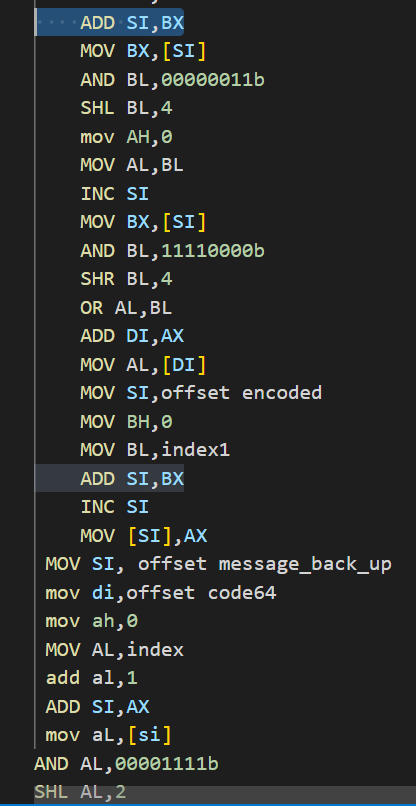 ADD SI,BX
MOV BX,[SI]
AND BL,00000011b
SHL BL,4
mov AH,0
MOV AL,BL
INC SI
MOV BX,[SI]
AND BL,11110000b
SHR BL,4
OR AL,BL
ADD DI,AX
MOV AL,[DI]
MOV SI,offset encoded
MOV BH,0
MOV BL,index1
ADD SI,BX
INC SI
MOV [SI],AX
MOV SI, offset message_back_up
mov di,offset code64
mov ah,0
MOV AL,index
add al,1
ADD SI,AX
mov aL,[si]
AND AL,00001111b
SHL AL,2